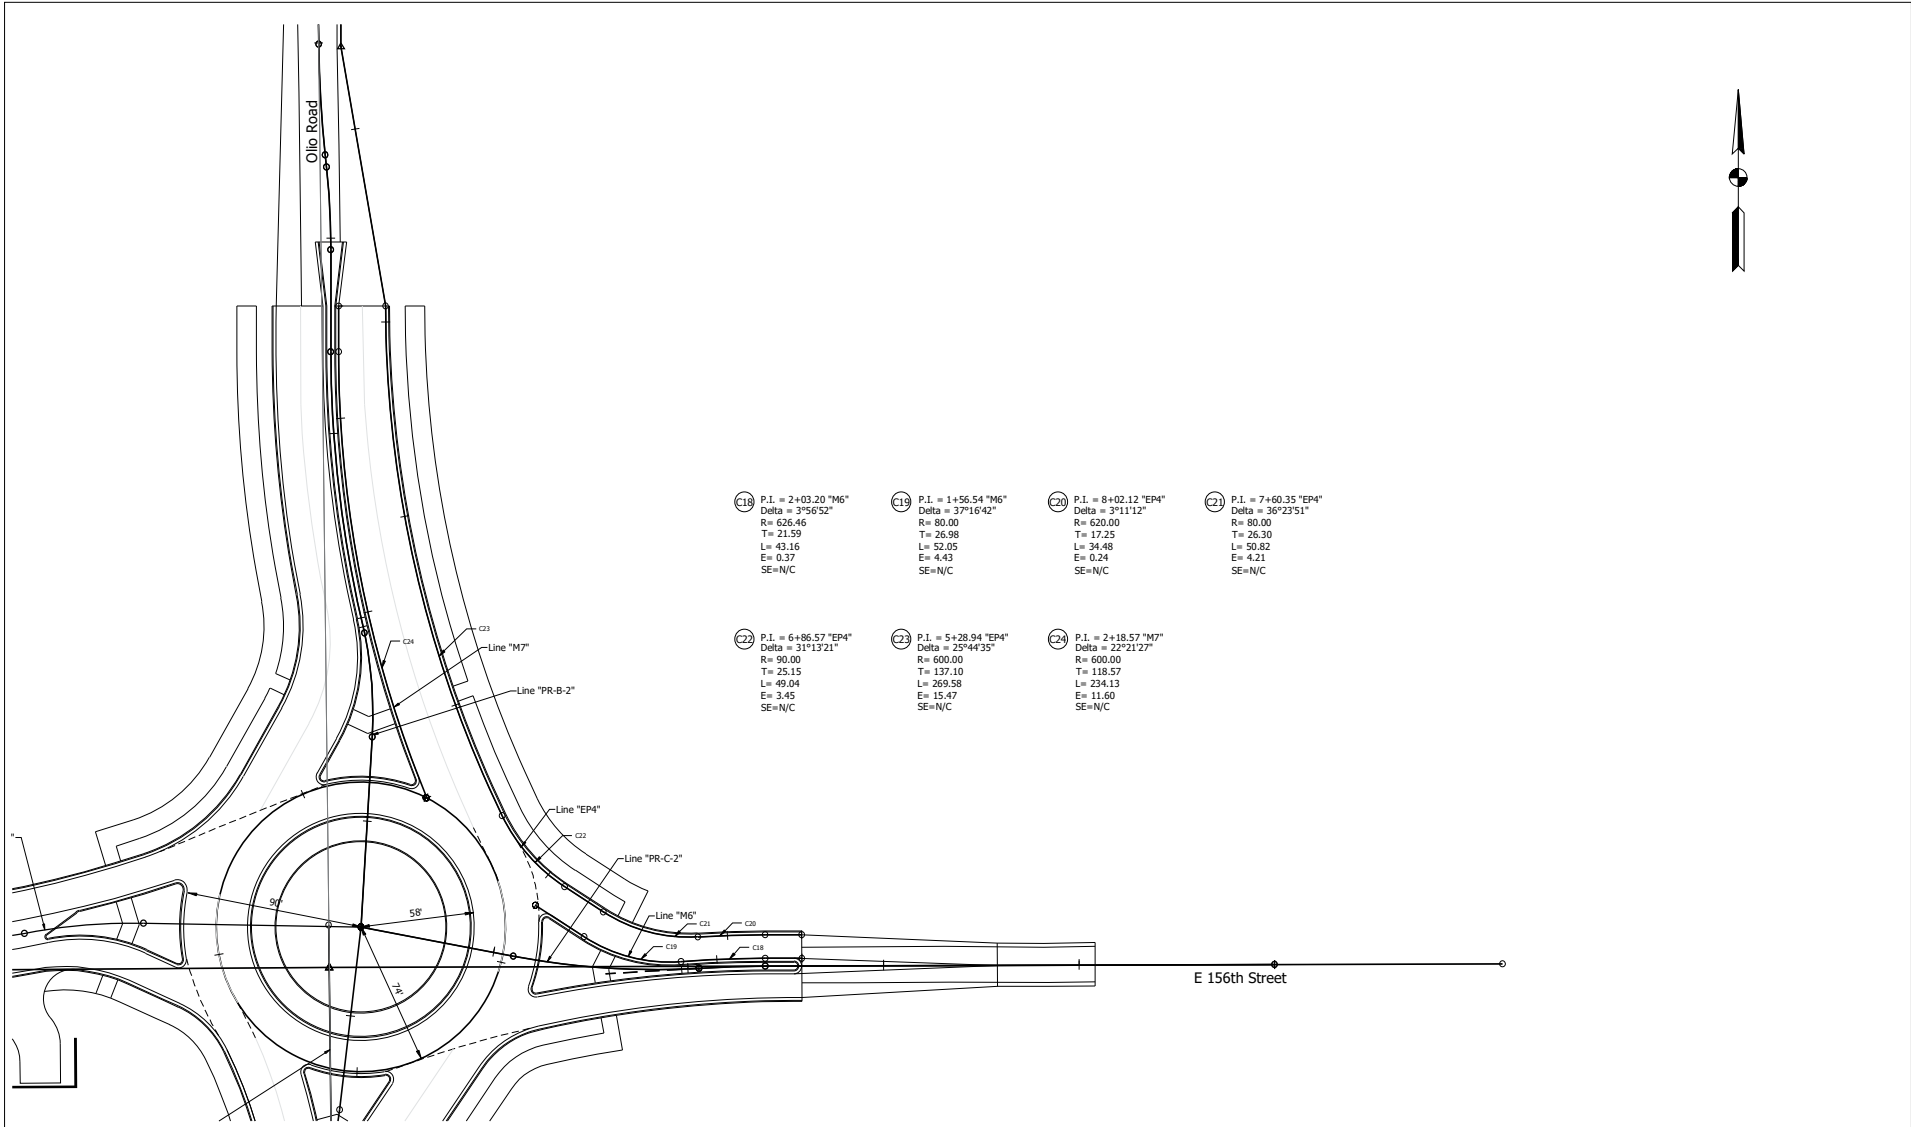 Olio Road
C18
P.I. = 2+03.20 "M6"
Delta = 3°56'52"
R= 626.46
T= 21.59
L= 43.16
E= 0.37
SE=N/C
C19
P.I. = 1+56.54 "M6"
Delta = 37°16'42"
R= 80.00
T= 26.98
L= 52.05
E= 4.43
SE=N/C
C20
P.I. = 8+02.12 "EP4"
Delta = 3°11'12"
R= 620.00
T= 17.25
L= 34.48
E= 0.24
SE=N/C
C21
P.I. = 7+60.35 "EP4"
Delta = 36°23'51"
R= 80.00
T= 26.30
L= 50.82
E= 4.21
SE=N/C
C22
P.I. = 6+86.57 "EP4"
Delta = 31°13'21"
R= 90.00
T= 25.15
L= 49.04
E= 3.45
SE=N/C
C23
P.I. = 5+28.94 "EP4"
Delta = 25°44'35"
R= 600.00
T= 137.10
L= 269.58
E= 15.47
SE=N/C
C24
P.I. = 2+18.57 "M7"
Delta = 22°21'27"
R= 600.00
T= 118.57
L= 234.13
E= 11.60
SE=N/C
C23
C24
Line "M7"
Line "PR-B-2"
Line "EP4"
C22
"
Line "PR-C-2"
90'
58'
Line "M6"
C21
C20
C19
C18
74'
E 156th Street